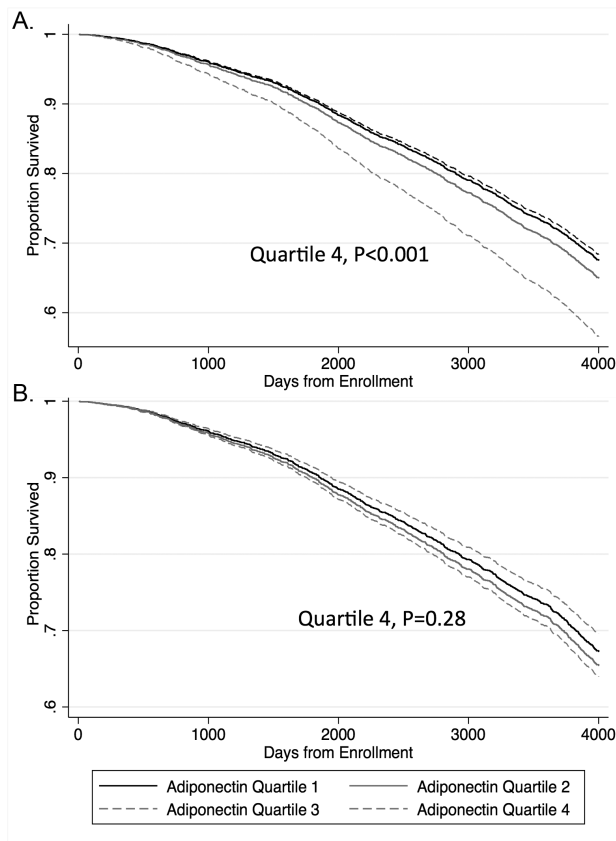 A.
1
.9
.8
.7
.6
Proportion Survived
Quartile 4, P<0.001
0 1000 2000 3000 4000
Days from Enrollment
B.
1
.9
.8
.7
.6
Proportion Survived
Quartile 4, P=0.28
0 1000 2000 3000 4000
Days from Enrollment
Adiponectin Quartile 1 Adiponectin Quartile 2
Adiponectin Quartile 3 Adiponectin Quartile 4